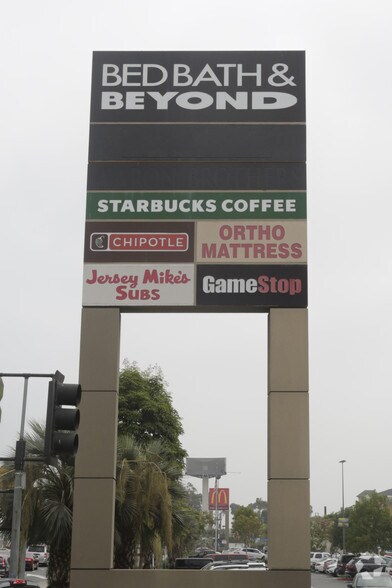 BED BATH &
BEYOND
STARBUCKS COFFEE
CHIPOTLE
ORTHO
MATTRESS
Jersey Mike's
SUBS
GameStop